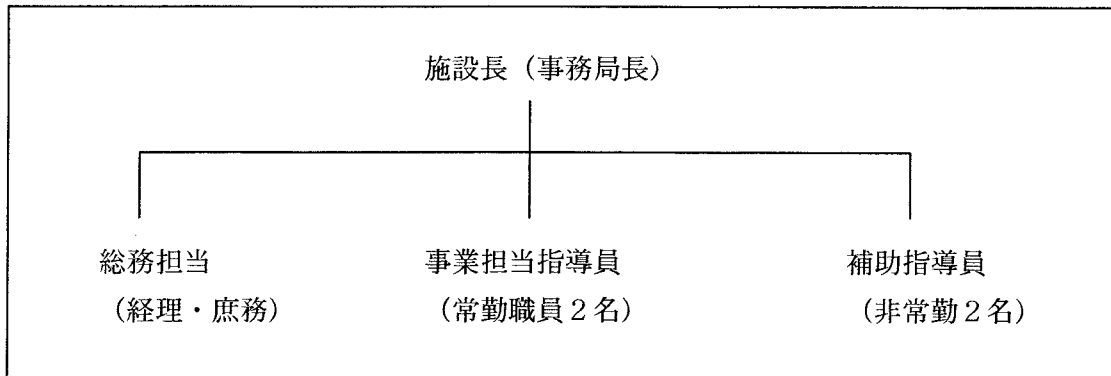 施設長（事務局長）
総務担当 事業担当指導員 補助指導員
（経理・庶務） （常勤職員２名） （非常勤２名）